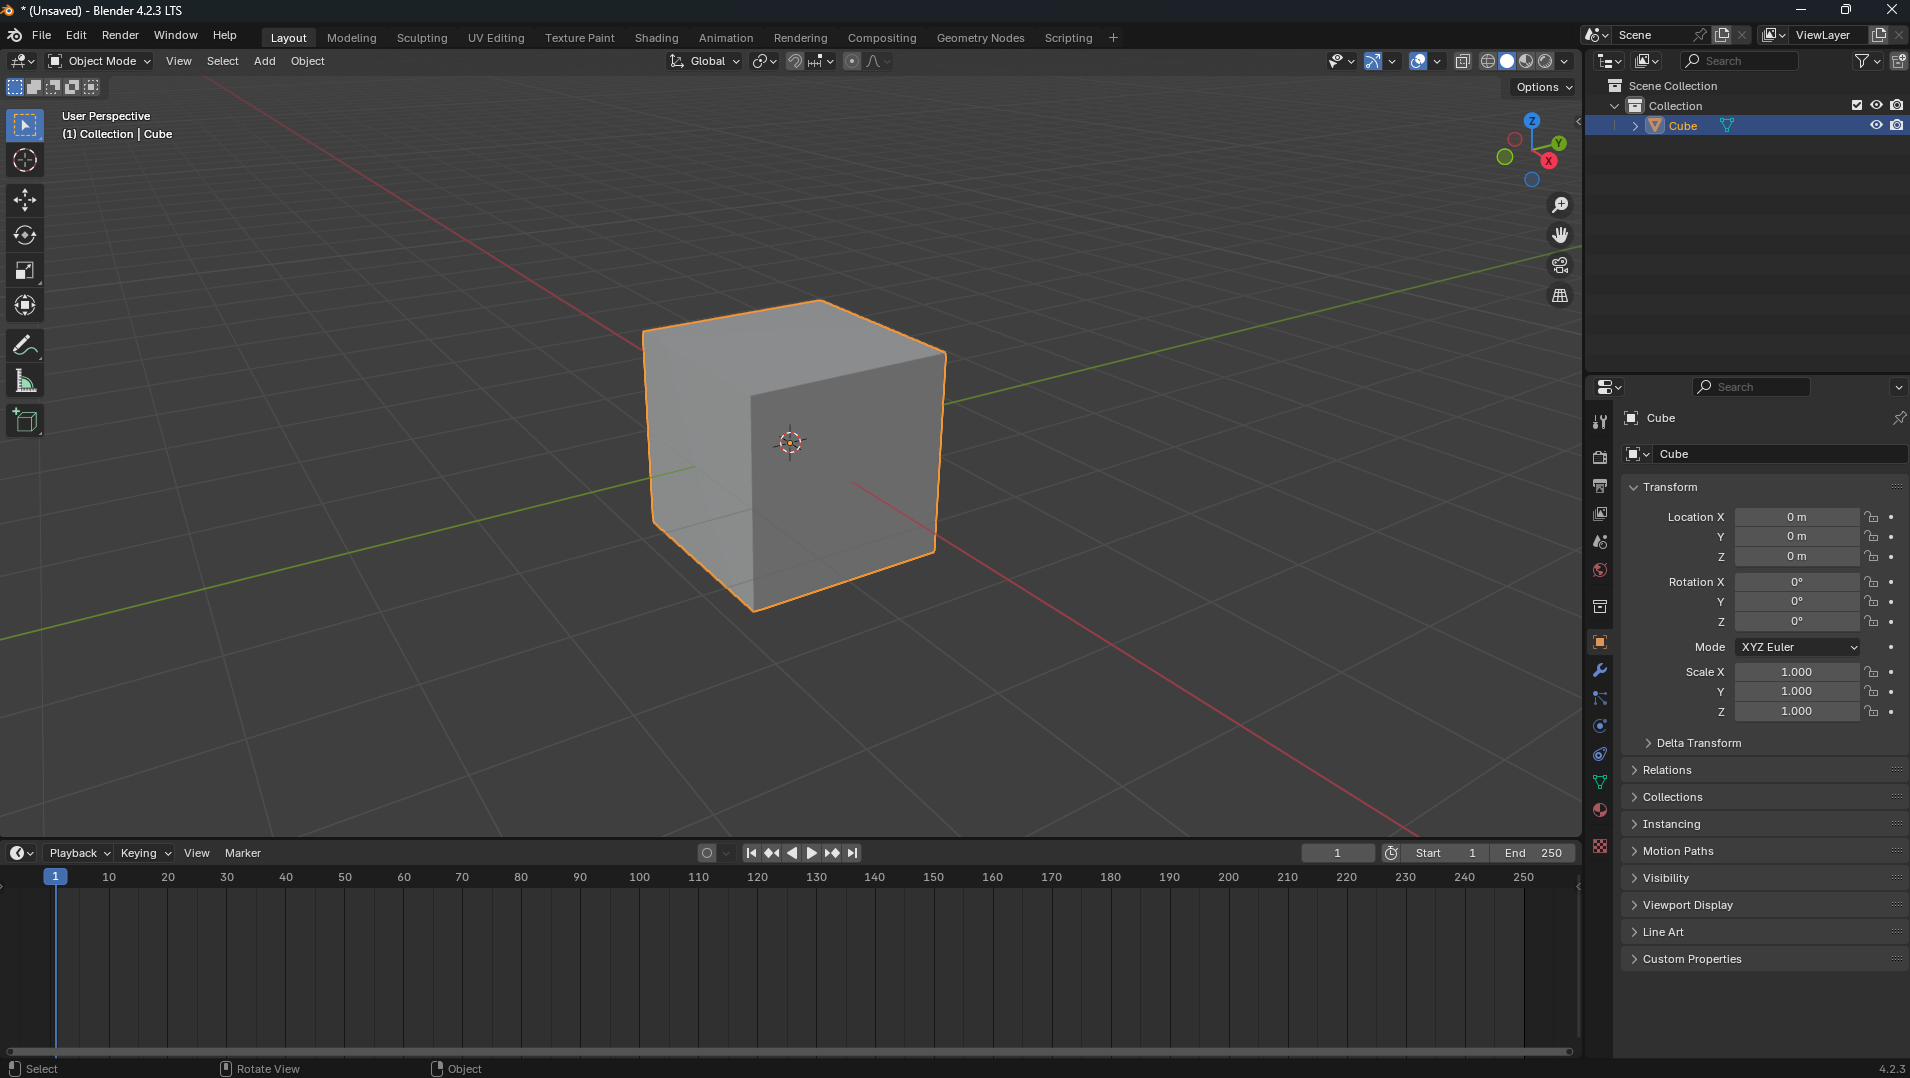 * (Unsaved) - Blender 4.2.3 LTS
File Edit Render Window Help Layout Modeling Sculpting UV Editing Texture Paint Shading Animation Rendering Compositing Geometry Nodes Scripting + Scene ViewLayer
Object Mode View Select Add Object Global Search
Options
User Perspective
(1) Collection | Cube
Z
Y
X
Scene Collection
Collection
Cube
Search
Cube
Cube
Transform
Location X 0 m
Y 0 m
Z 0 m
Rotation X 0°
Y 0°
Z 0°
Mode XYZ Euler
Scale X 1.000
Y 1.000
Z 1.000
Delta Transform
Relations
Collections
Instancing
Motion Paths
Visibility
Viewport Display
Line Art
Custom Properties
Playback Keying View Marker 1 Start 1 End 250
1 10 20 30 40 50 60 70 80 90 100 110 120 130 140 150 160 170 180 190 200 210 220 230 240 250
Select Rotate View Object 4.2.3